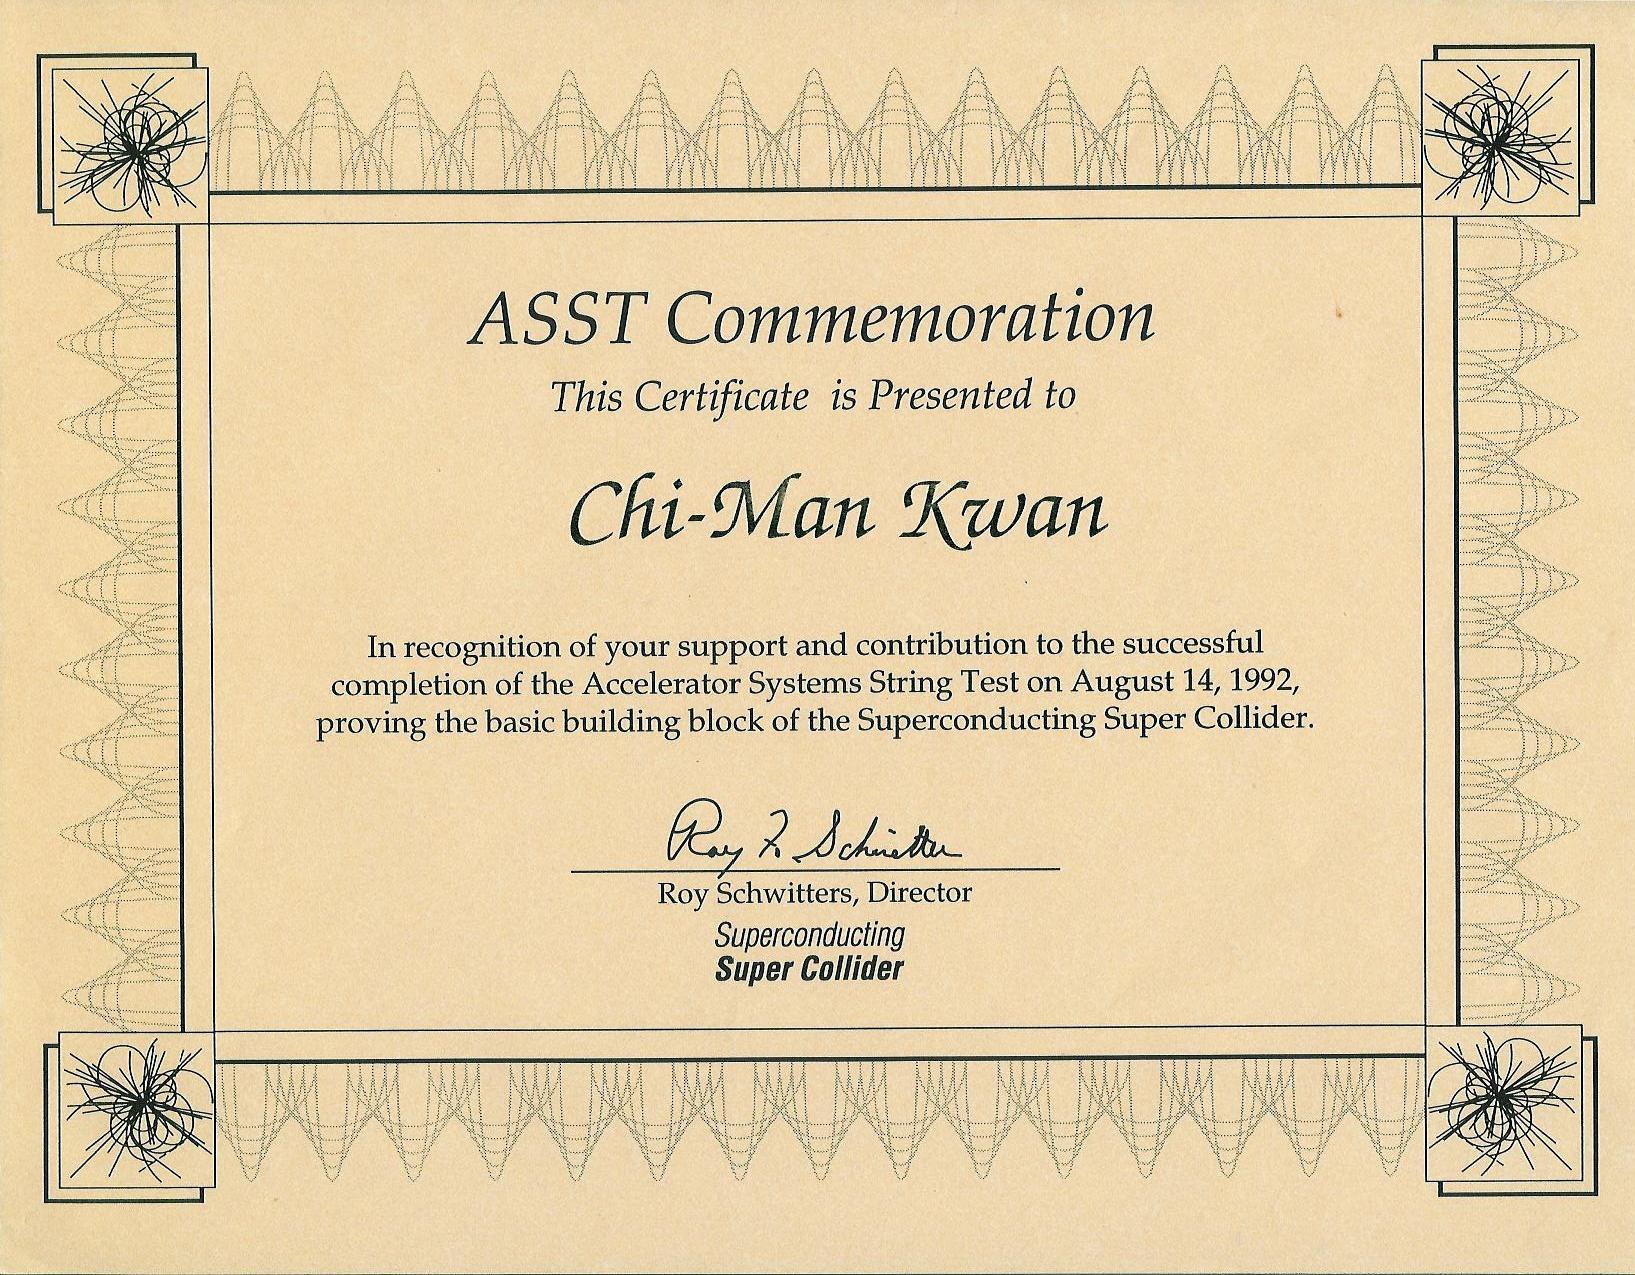 ASST Commemoration
This Certificate is Presented to
Chi-Man Kwan
In recognition of your support and contribution to the successful
completion of the Accelerator Systems String Test on August 14, 1992,
proving the basic building block of the Superconducting Super Collider.
Roy F. Schwitters
Roy Schwitters, Director
Superconducting
Super Collider